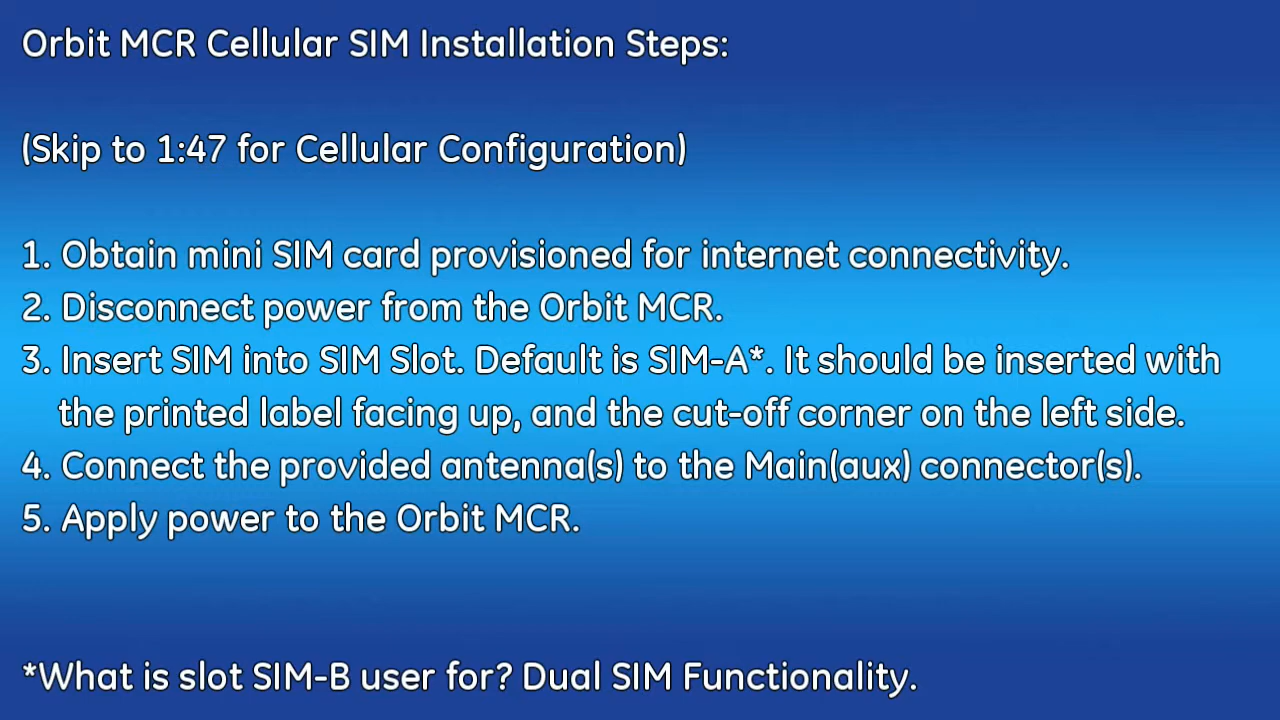 Orbit MCR Cellular SIM Installation Steps:
(Skip to 1:47 for Cellular Configuration)
1. Obtain mini SIM card provisioned for internet connectivity.
2. Disconnect power from the Orbit MCR.
3. Insert SIM into SIM Slot. Default is SIM-A*. It should be inserted with
the printed label facing up, and the cut-off corner on the left side.
4. Connect the provided antenna(s) to the Main(aux) connector(s).
5. Apply power to the Orbit MCR.
*What is slot SIM-B user for? Dual SIM Functionality.